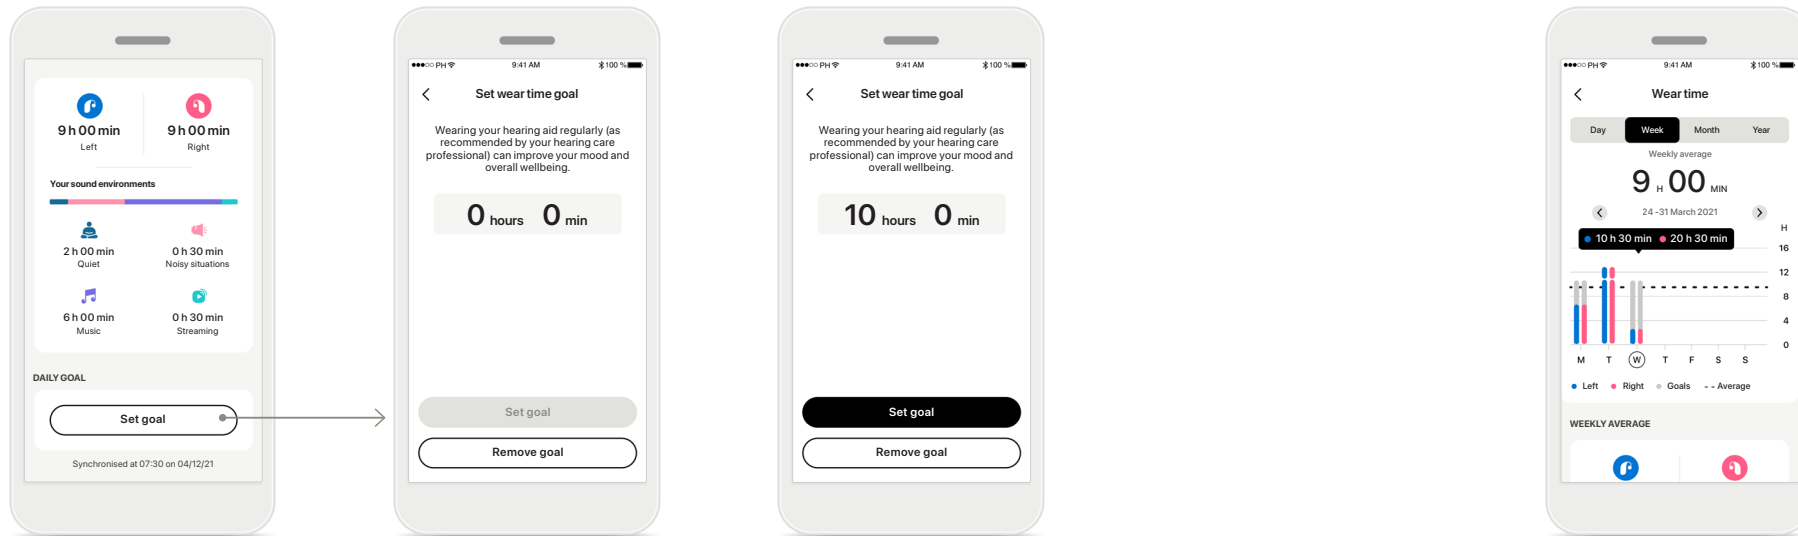 9 h 00 min
Left
9 h 00 min
Right
Your sound environments
2 h 00 min
Quiet
0 h 30 min
Noisy situations
6 h 00 min
Music
0 h 30 min
Streaming
DAILY GOAL
Set goal
Synchronised at 07:30 on 04/12/21
PH 9:41 AM 100 %
Set wear time goal
Wearing your hearing aid regularly (as
recommended by your hearing care
professional) can improve your mood and
overall wellbeing.
0 hours 0 min
Set goal
Remove goal
PH 9:41 AM 100 %
Set wear time goal
Wearing your hearing aid regularly (as
recommended by your hearing care
professional) can improve your mood and
overall wellbeing.
10 hours 0 min
Set goal
Remove goal
PH 9:41 AM 100 %
Wear time
Day Week Month Year
Weekly average
9 H 00 MIN
24 -31 March 2021
10 h 30 min 20 h 30 min
H
16
12
8
4
0
M T W T F S S
Left Right Goals - - Average
WEEKLY AVERAGE